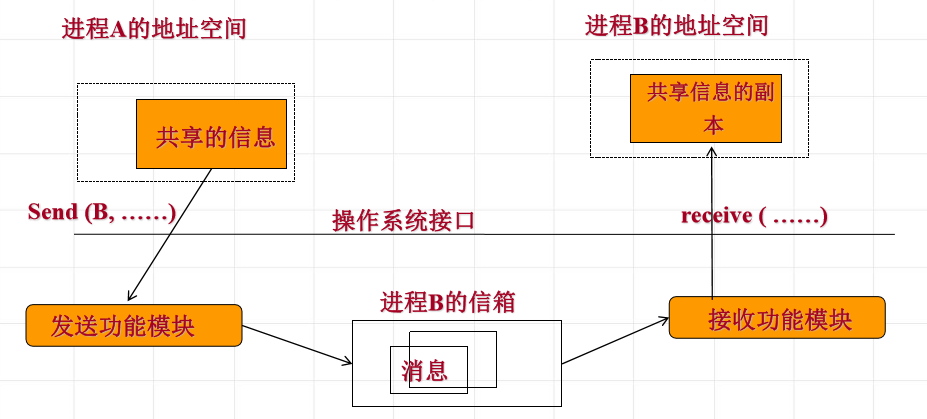 进程A的地址空间
进程B的地址空间
共享的信息
共享信息的副
本
Send (B, ……)
操作系统接口
receive ( ……)
发送功能模块
进程B的信箱
消息
接收功能模块